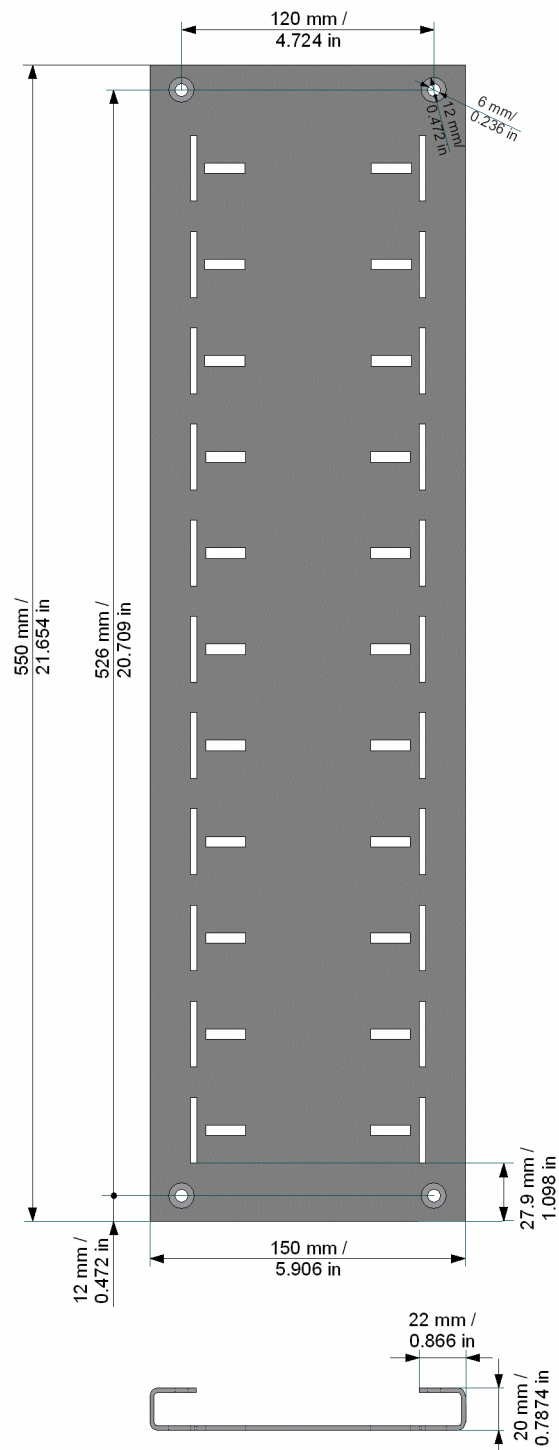 120 mm /
4.724 in
6 mm/
0.236 in
12 mm/
0.472 in
550 mm /
21.654 in
526 mm /
20.709 in
27.9 mm /
1.098 in
12 mm /
0.472 in
150 mm /
5.906 in
22 mm /
0.866 in
20 mm /
0.7874 in